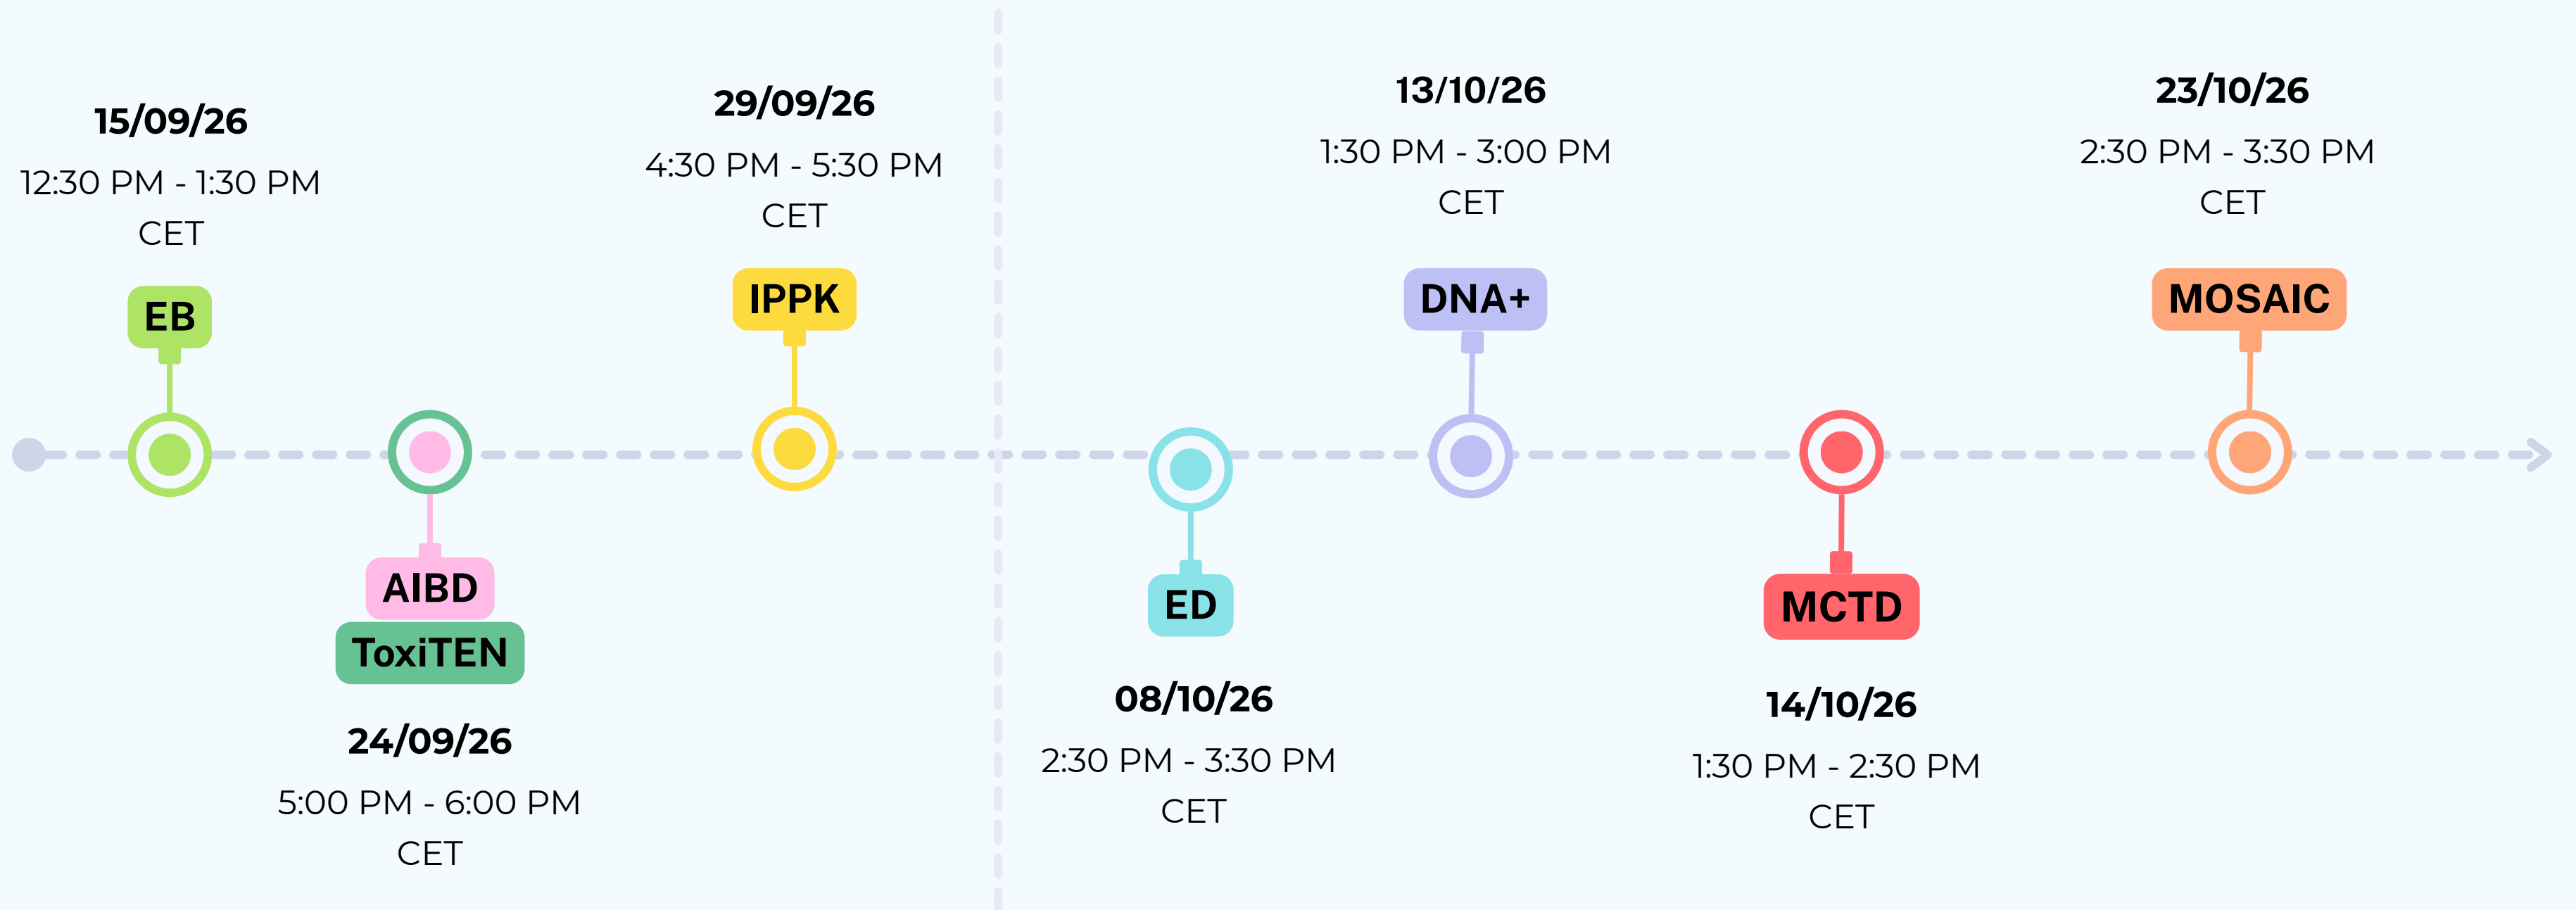 15/09/26
12:30 PM - 1:30 PM
CET
EB
AIBD
ToxiTEN
24/09/26
5:00 PM - 6:00 PM
CET
29/09/26
4:30 PM - 5:30 PM
CET
IPPK
ED
08/10/26
2:30 PM - 3:30 PM
CET
13/10/26
1:30 PM - 3:00 PM
CET
DNA+
MCTD
14/10/26
1:30 PM - 2:30 PM
CET
23/10/26
2:30 PM - 3:30 PM
CET
MOSAIC